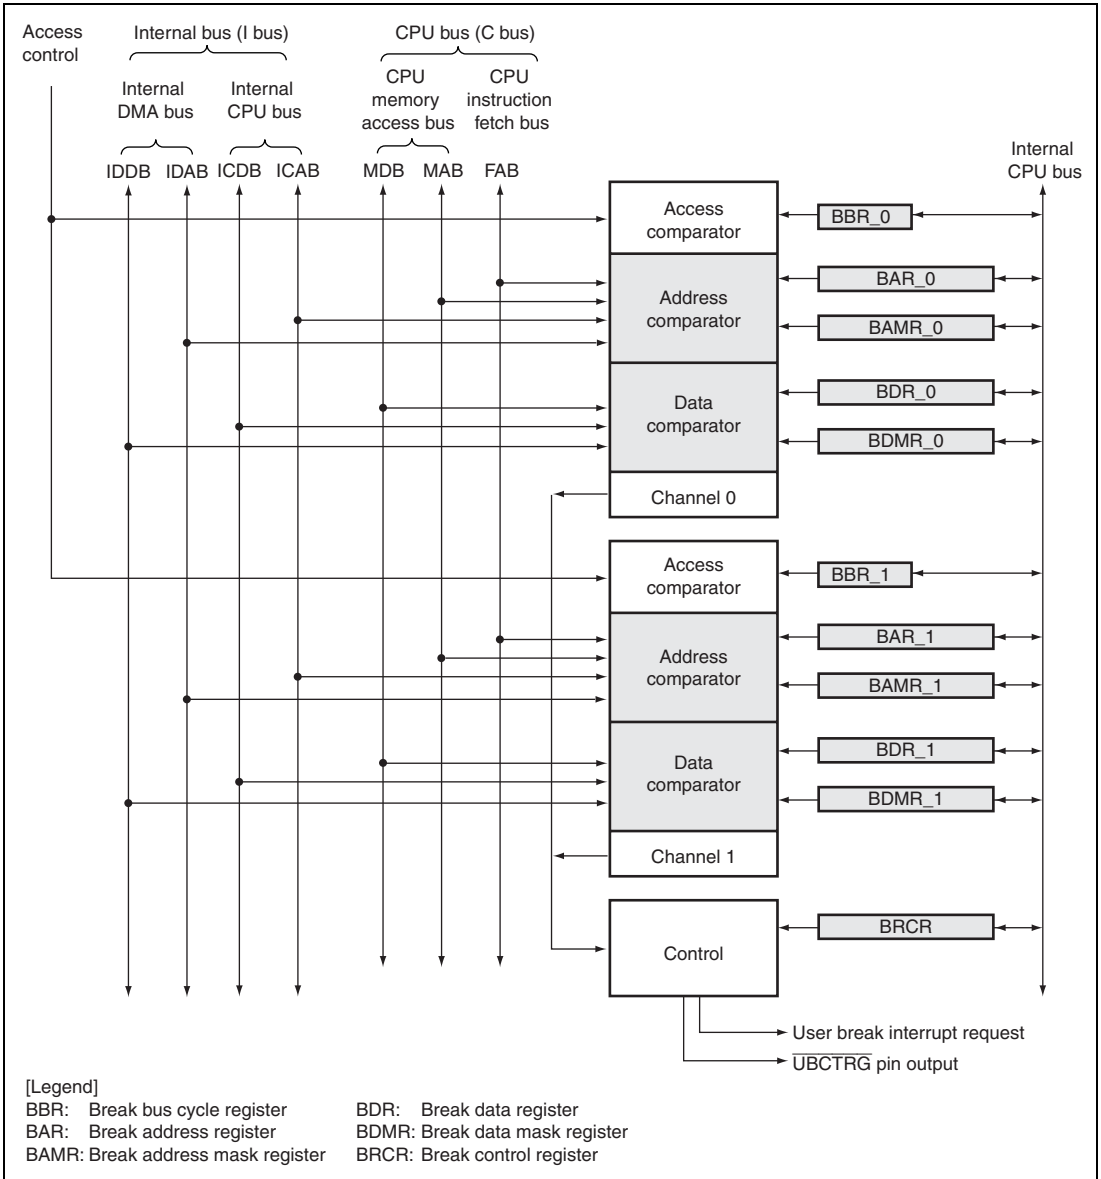 Access
control
Internal bus (I bus)
CPU bus (C bus)
Internal
DMA bus
Internal
CPU bus
CPU
memory
access bus
CPU
instruction
fetch bus
IDDB
IDAB
ICDB
ICAB
MDB
MAB
FAB
Internal
CPU bus
Access
comparator
BBR_0
Address
comparator
BAR_0
BAMR_0
Data
comparator
BDR_0
BDMR_0
Channel 0
Access
comparator
BBR_1
Address
comparator
BAR_1
BAMR_1
Data
comparator
BDR_1
BDMR_1
Channel 1
Control
BRCR
User break interrupt request
UBCTRG pin output
[Legend]
BBR: Break bus cycle register
BAR: Break address register
BAMR: Break address mask register
BDR: Break data register
BDMR: Break data mask register
BRCR: Break control register